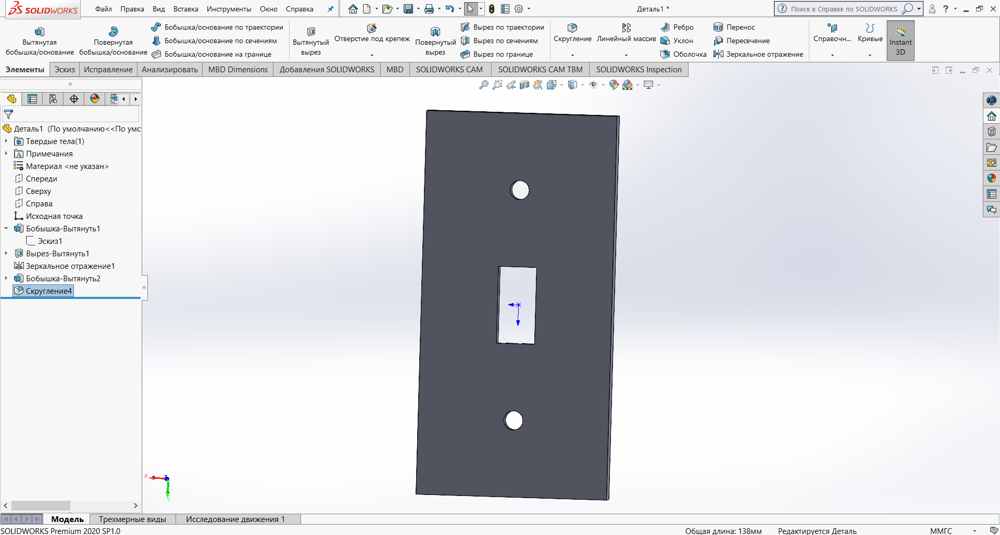 SOLIDWORKS
Файл Правка Вид Вставка Инструменты Окно Справка
Деталь1 *
Поиск в Справке по SOLIDWORKS
Вытянутая бобышка/основание
Повернутая бобышка/основание
Бобышка/основание по траектории
Бобышка/основание по сечениям
Бобышка/основание на границе
Вытянутый вырез
Отверстие под крепеж
Повернутый вырез
Вырез по траектории
Вырез по сечениям
Вырез по границе
Скругление
Линейный массив
Ребро
Уклон
Оболочка
Перенос
Пересечение
Зеркальное отражение
Справочн...
Кривые
Instant 3D
Элементы Эскиз Исправление Анализировать MBD Dimensions Добавления SOLIDWORKS MBD SOLIDWORKS CAM SOLIDWORKS CAM TBM SOLIDWORKS Inspection
Деталь1 (По умолчанию<<По умо
Твердые тела(1)
Примечания
Материал <не указан>
Спереди
Сверху
Справа
Исходная точка
Бобышка-Вытянуть1
Эскиз1
Вырез-Вытянуть1
Зеркальное отражение1
Бобышка-Вытянуть2
Скругление4
X
Z
Y
Модель Трехмерные виды Исследование движения 1
SOLIDWORKS Premium 2020 SP1.0
Общая длина: 138мм Редактируется Деталь ММГС